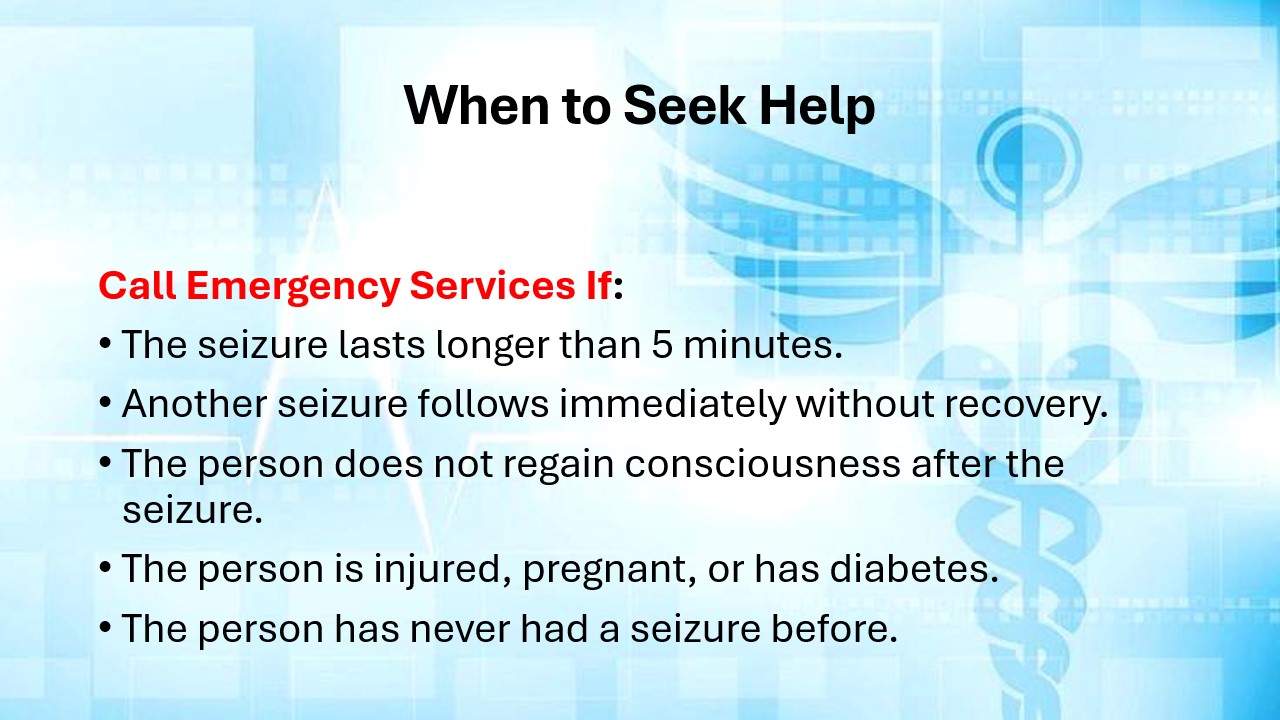 When to Seek Help
Call Emergency Services If:
• The seizure lasts longer than 5 minutes.
• Another seizure follows immediately without recovery.
• The person does not regain consciousness after the
seizure.
• The person is injured, pregnant, or has diabetes.
• The person has never had a seizure before.